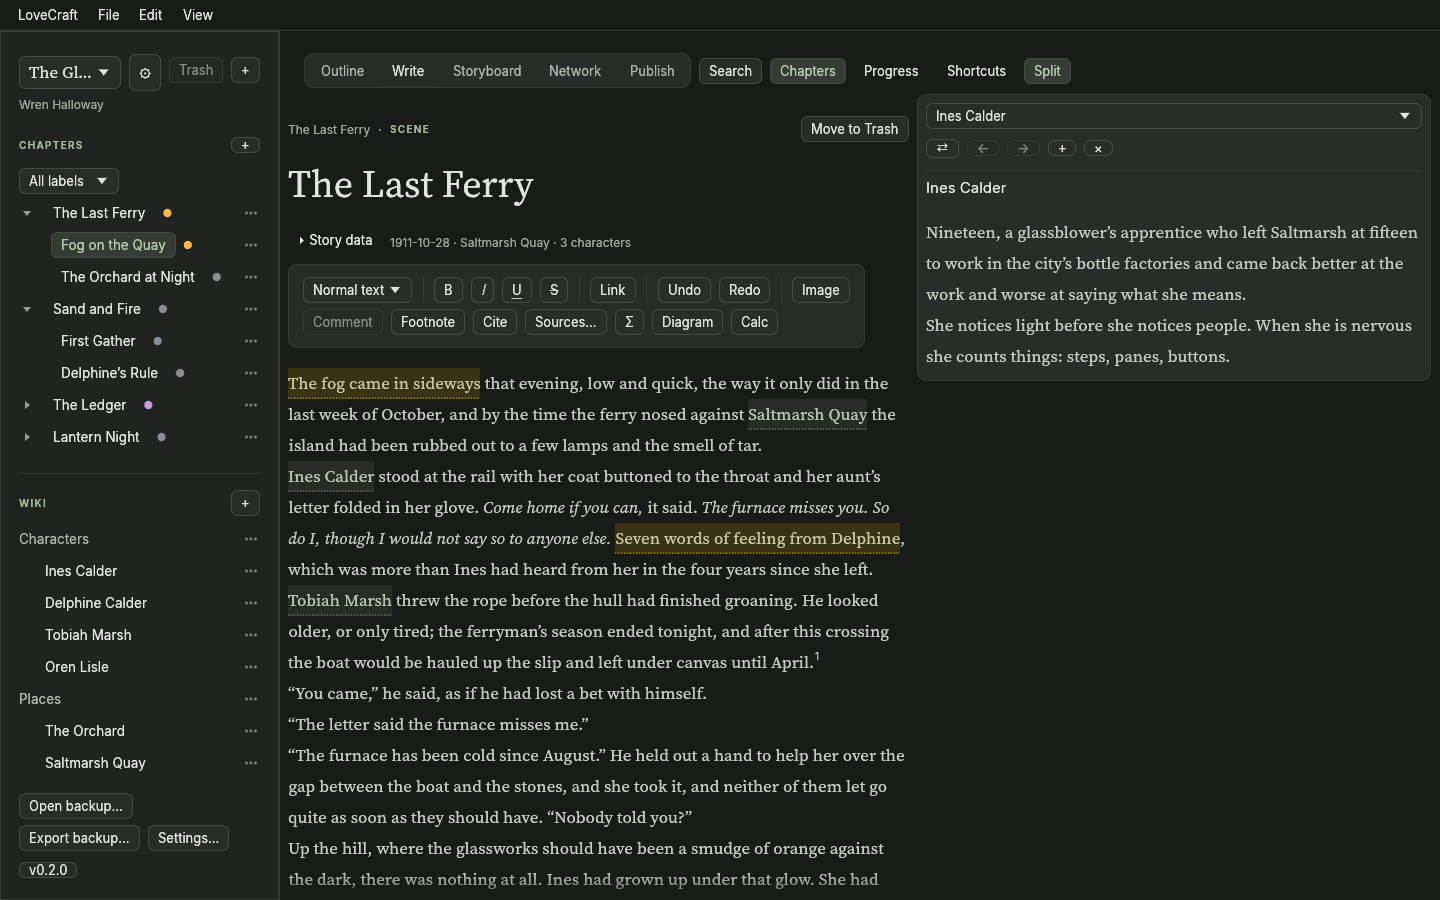 LoveCraft File Edit View
The Gl... Trash +
Wren Halloway
CHAPTERS +
All labels
The Last Ferry
Fog on the Quay
The Orchard at Night
Sand and Fire
First Gather
Delphine’s Rule
The Ledger
Lantern Night
WIKI +
Characters
Ines Calder
Delphine Calder
Tobiah Marsh
Oren Lisle
Places
The Orchard
Saltmarsh Quay
Open backup...
Export backup... Settings...
v0.2.0
Outline Write Storyboard Network Publish Search Chapters Progress Shortcuts Split
The Last Ferry · SCENE Move to Trash
The Last Ferry
Story data 1911-10-28 · Saltmarsh Quay · 3 characters
Normal text B I U S Link Undo Redo Image
Comment Footnote Cite Sources... Σ Diagram Calc
The fog came in sideways that evening, low and quick, the way it only did in the
last week of October, and by the time the ferry nosed against Saltmarsh Quay the
island had been rubbed out to a few lamps and the smell of tar.
Ines Calder stood at the rail with her coat buttoned to the throat and her aunt’s
letter folded in her glove. Come home if you can, it said. The furnace misses you. So
do I, though I would not say so to anyone else. Seven words of feeling from Delphine,
which was more than Ines had heard from her in the four years since she left.
Tobiah Marsh threw the rope before the hull had finished groaning. He looked
older, or only tired; the ferryman’s season ended tonight, and after this crossing
the boat would be hauled up the slip and left under canvas until April.1
“You came,” he said, as if he had lost a bet with himself.
“The letter said the furnace misses me.”
“The furnace has been cold since August.” He held out a hand to help her over the
gap between the boat and the stones, and she took it, and neither of them let go
quite as soon as they should have. “Nobody told you?”
Up the hill, where the glassworks should have been a smudge of orange against
the dark, there was nothing at all. Ines had grown up under that glow. She had
Ines Calder
⇄ ← → + ×
Ines Calder
Nineteen, a glassblower’s apprentice who left Saltmarsh at fifteen
to work in the city’s bottle factories and came back better at the
work and worse at saying what she means.
She notices light before she notices people. When she is nervous
she counts things: steps, panes, buttons.